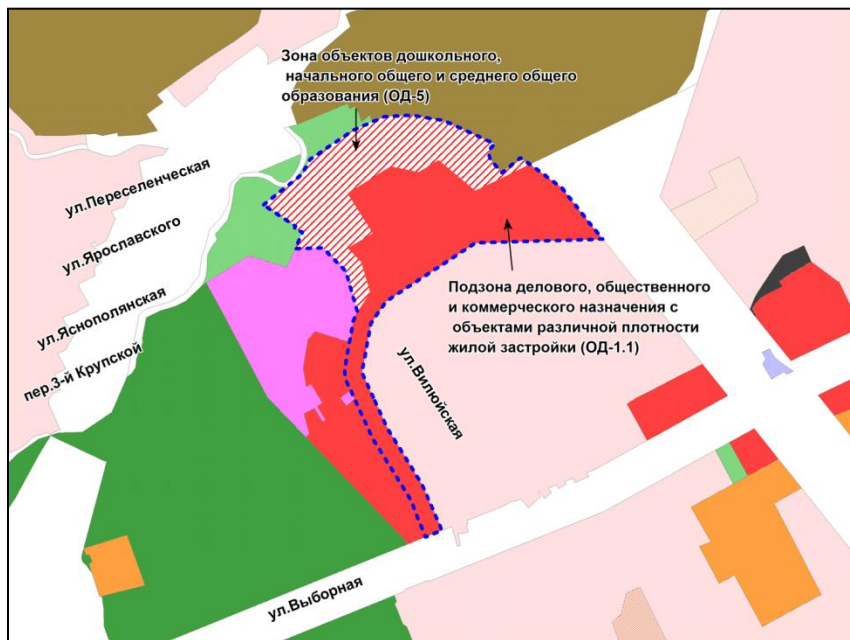 Зона объектов дошкольного,
начального общего и среднего общего
образования (ОД-5)
ул.Переселенческая
ул.Ярославского
ул.Яснополянская
пер.3-й Крупской
Подзона делового, общественного
и коммерческого назначения с
объектами различной плотности
жилой застройки (ОД-1.1)
ул.Вилюйская
ул.Выборная